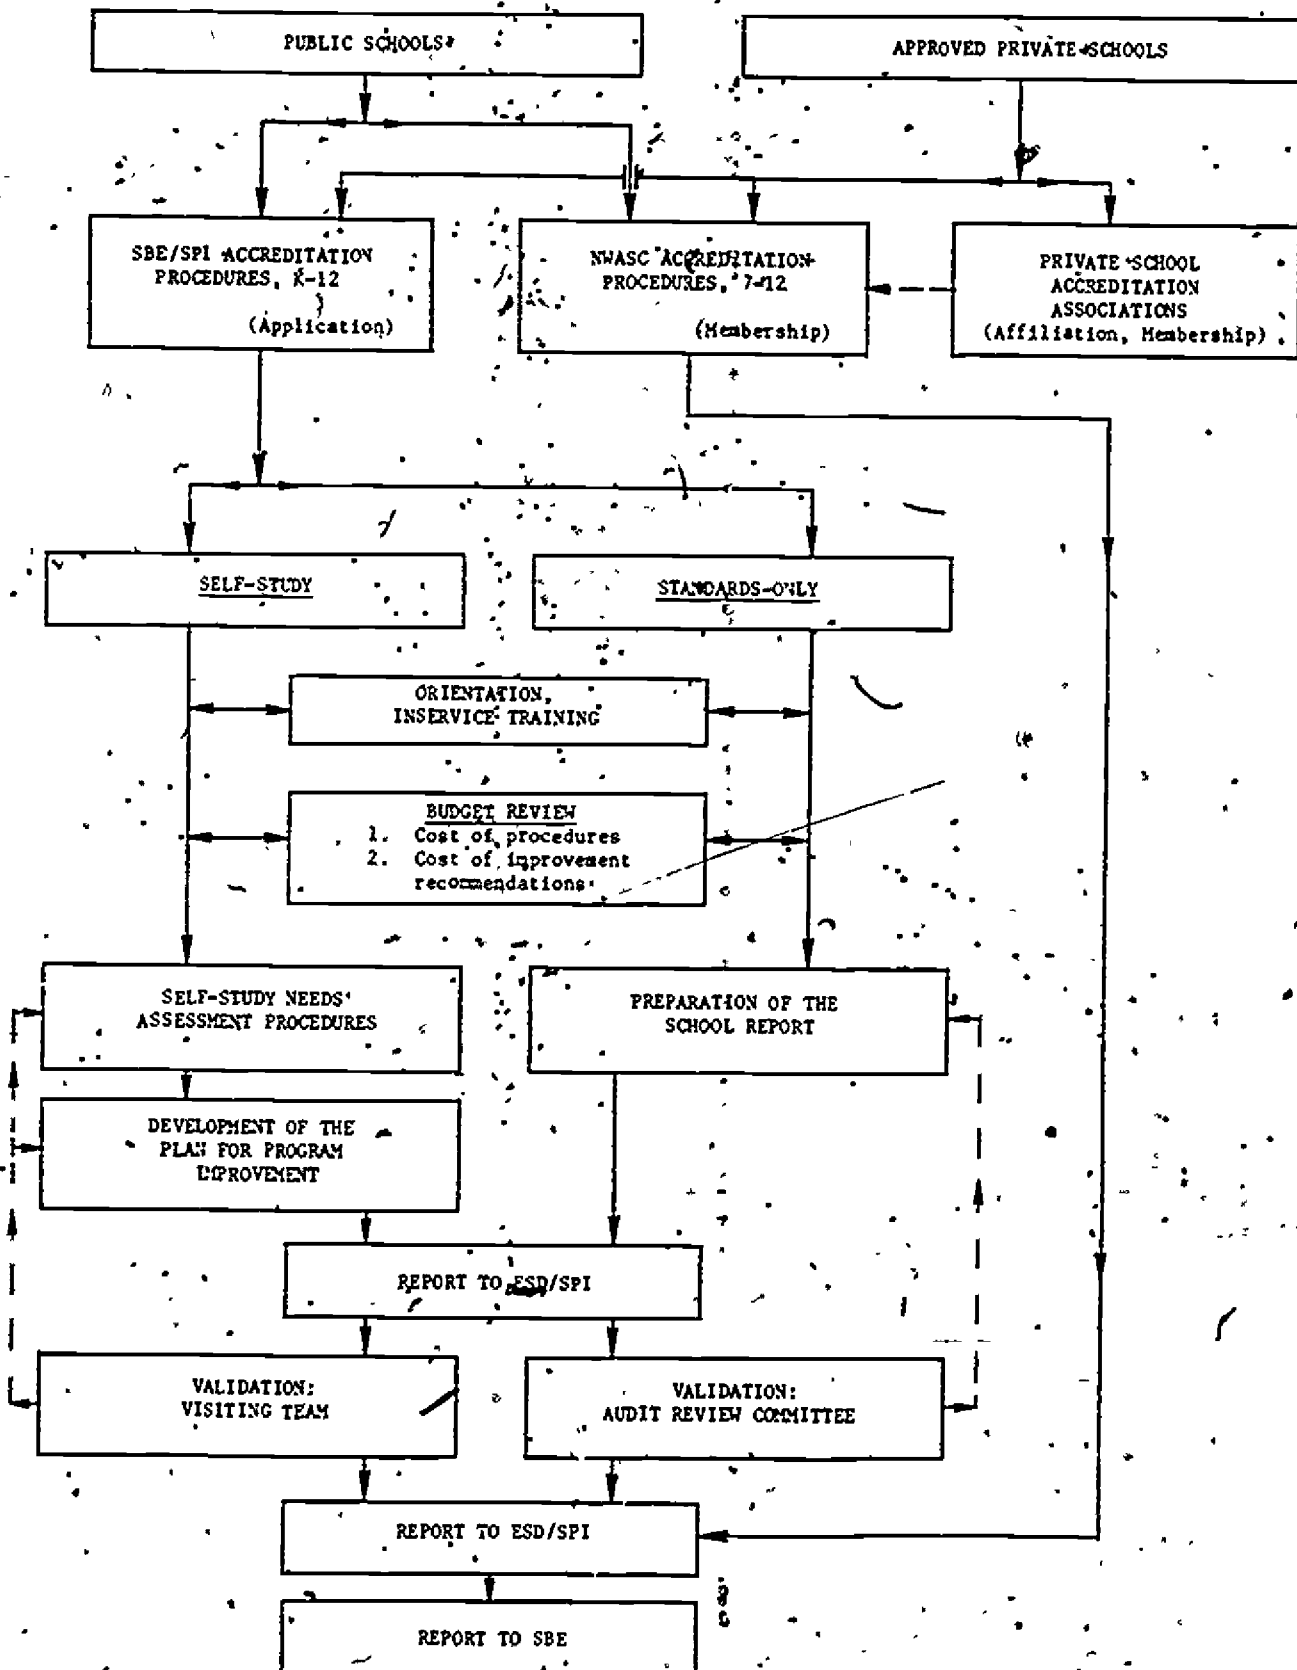 PUBLIC SCHOOLS
APPROVED PRIVATE SCHOOLS
SBE/SPI ACCREDITATION
PROCEDURES, K-12
(Application)
NWASC ACCREDITATION
PROCEDURES, 7-12
(Membership)
PRIVATE SCHOOL
ACCREDITATION
ASSOCIATIONS
(Affiliation, Membership)
SELF-STUDY
STANDARDS-ONLY
ORIENTATION,
INSERVICE TRAINING
BUDGET REVIEW
1. Cost of procedures
2. Cost of improvement
recommendations
SELF-STUDY NEEDS
ASSESSMENT PROCEDURES
PREPARATION OF THE
SCHOOL REPORT
DEVELOPMENT OF THE
PLAN FOR PROGRAM
IMPROVEMENT
REPORT TO ESD/SPI
VALIDATION:
VISITING TEAM
VALIDATION:
AUDIT REVIEW COMMITTEE
REPORT TO ESD/SPI
REPORT TO SBE